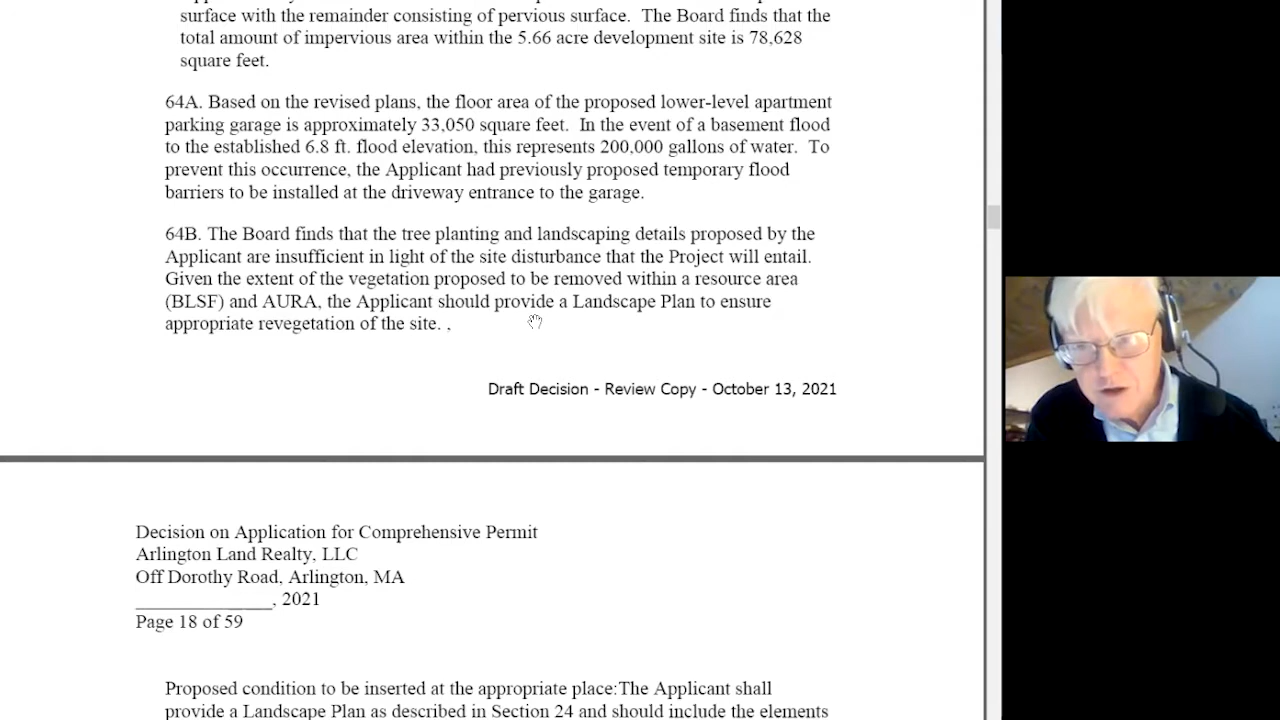 surface with the remainder consisting of pervious surface. The Board finds that the
total amount of impervious area within the 5.66 acre development site is 78,628
square feet.
64A. Based on the revised plans, the floor area of the proposed lower-level apartment
parking garage is approximately 33,050 square feet. In the event of a basement flood
to the established 6.8 ft. flood elevation, this represents 200,000 gallons of water. To
prevent this occurrence, the Applicant had previously proposed temporary flood
barriers to be installed at the driveway entrance to the garage.
64B. The Board finds that the tree planting and landscaping details proposed by the
Applicant are insufficient in light of the site disturbance that the Project will entail.
Given the extent of the vegetation proposed to be removed within a resource area
(BLSF) and AURA, the Applicant should provide a Landscape Plan to ensure
appropriate revegetation of the site. .
Draft Decision - Review Copy - October 13, 2021
Decision on Application for Comprehensive Permit
Arlington Land Realty, LLC
Off Dorothy Road, Arlington, MA
_______________, 2021
Page 18 of 59
Proposed condition to be inserted at the appropriate place:The Applicant shall
provide a Landscape Plan as described in Section 24 and should include the elements